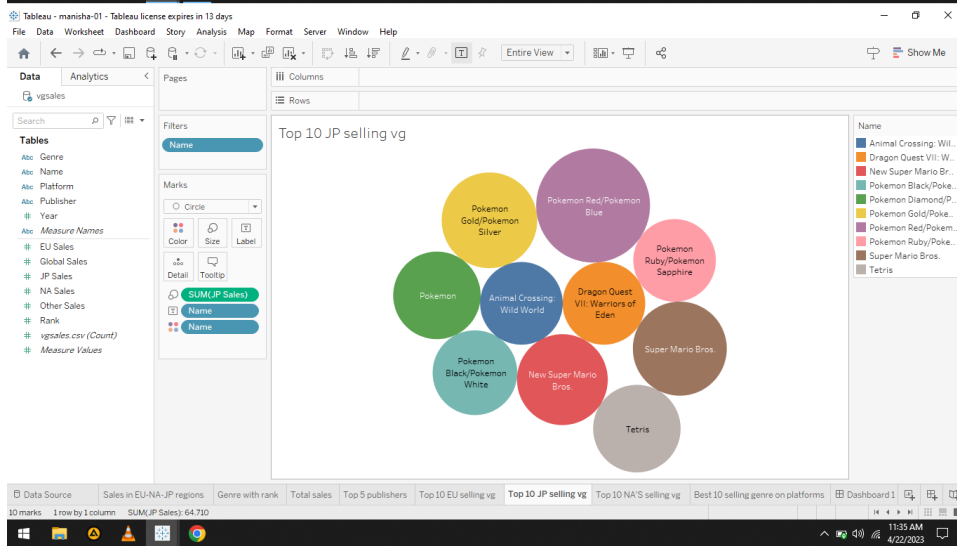 Tableau - manisha-01 - Tableau license expires in 13 days
File Data Worksheet Dashboard Story Analysis Map Format Server Window Help
Entire View
Show Me
Data Analytics
vgsales
Search
Tables
Abc Genre
Abc Name
Abc Platform
Abc Publisher
# Year
Abc Measure Names
# EU Sales
# Global Sales
# JP Sales
# NA Sales
# Other Sales
# Rank
# vgsales.csv (Count)
# Measure Values
Pages
Filters
Name
Marks
Circle
Color Size Label
Detail Tooltip
SUM(JP Sales)
Name
Name
Columns
Rows
Top 10 JP selling vg
Pokemon
Gold/Pokemon
Silver
Pokemon Red/Pokemon
Blue
Pokemon
Ruby/Pokemon
Sapphire
Pokemon
Animal Crossing:
Wild World
Dragon Quest
VII: Warriors of
Eden
Super Mario Bros.
Pokemon
Black/Pokemon
White
New Super Mario
Bros.
Tetris
Name
Animal Crossing: Wil..
Dragon Quest VII: W..
New Super Mario Br..
Pokemon Black/Poke..
Pokemon Diamond/P..
Pokemon Gold/Poke..
Pokemon Red/Pokem..
Pokemon Ruby/Poke..
Super Mario Bros.
Tetris
Data Source Sales in EU-NA-JP regions Genre with rank Total sales Top 5 publishers Top 10 EU selling vg Top 10 JP selling vg Top 10 NA'S selling vg Best 10 selling genre on platforms Dashboard 1
10 marks 1 row by 1 column SUM(JP Sales): 64.710
11:35 AM
4/22/2023